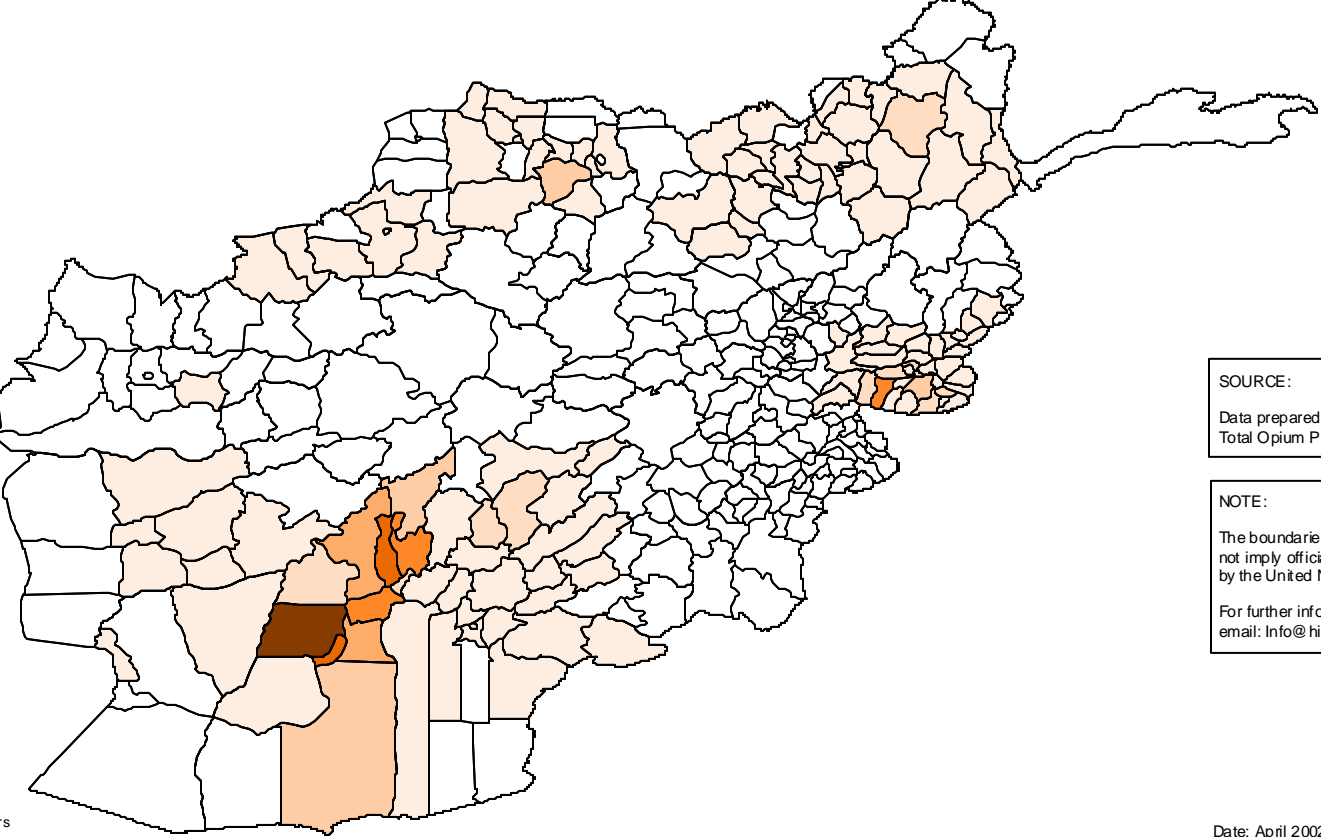 SOURCE:
Data prepared
Total Opium P
NOTE:
The boundarie
not imply offici
by the United N
For further info
email: Info@hi
rs
Date: April 2002